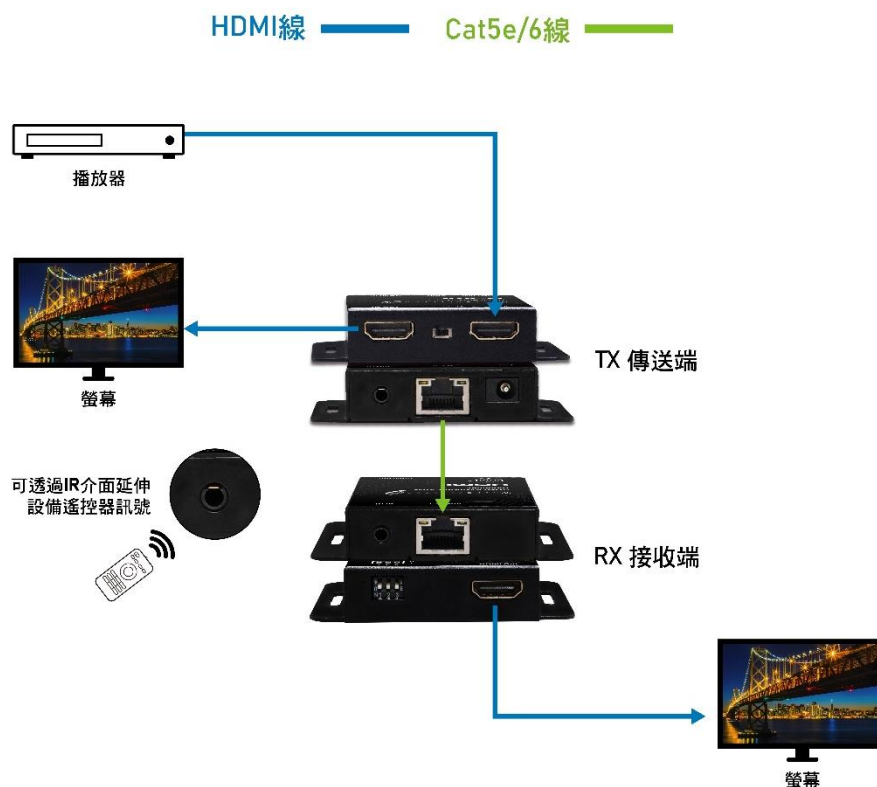 HDMI線
Cat5e/6線
播放器
螢幕
TX 傳送端
可透過IR介面延伸
設備遙控器訊號
RX 接收端
螢幕